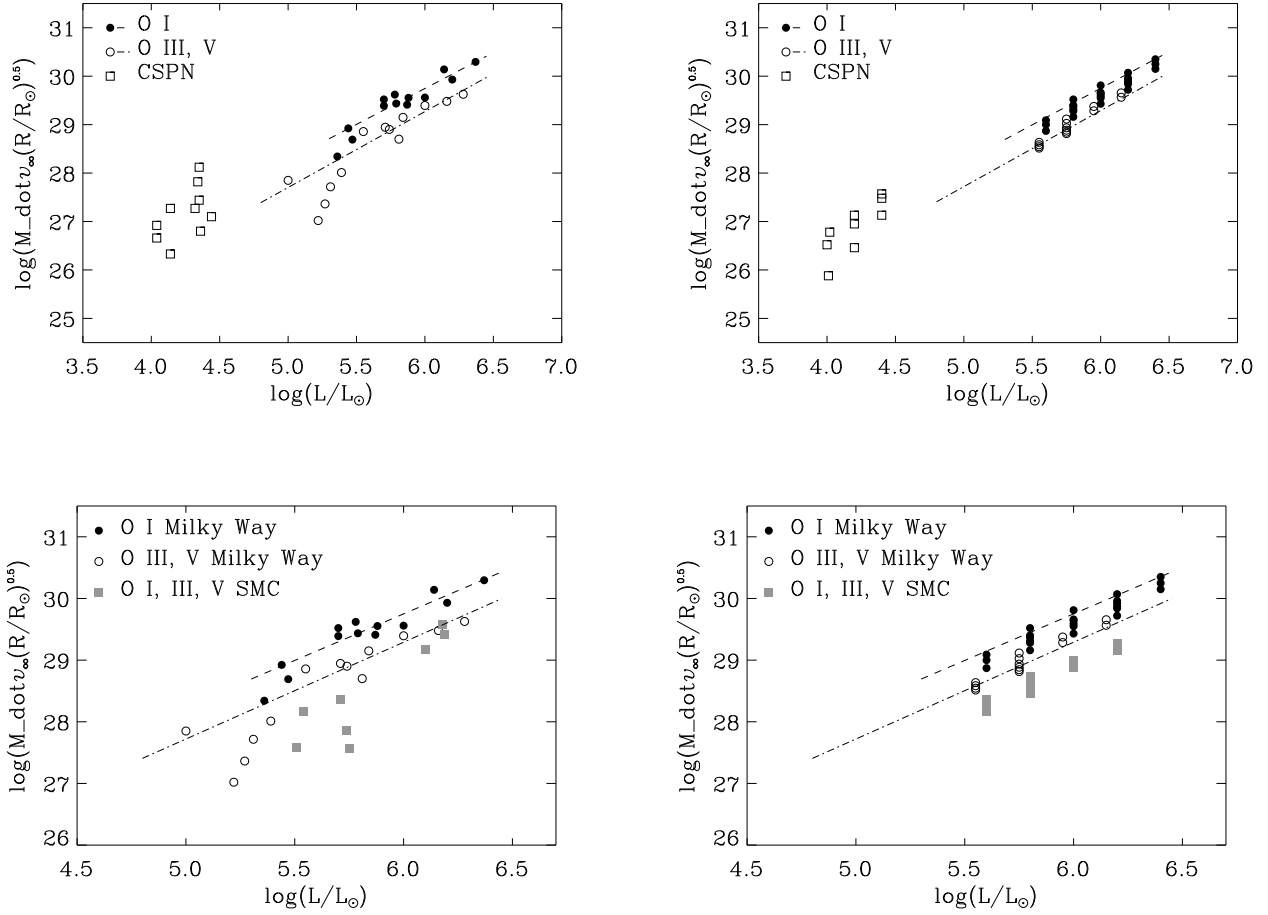 O I
O III, V
CSPN
31
30
29
28
27
26
25
3.5 4.0 4.5 5.0 5.5 6.0 6.5 7.0
log(L/L☉)
log(M_dotv∞(R/R☉)^0.5)
O I
O III, V
CSPN
31
30
29
28
27
26
25
3.5 4.0 4.5 5.0 5.5 6.0 6.5 7.0
log(L/L☉)
log(M_dotv∞(R/R☉)^0.5)
O I Milky Way
O III, V Milky Way
O I, III, V SMC
31
30
29
28
27
26
4.5 5.0 5.5 6.0 6.5
log(L/L☉)
log(M_dotv∞(R/R☉)^0.5)
O I Milky Way
O III, V Milky Way
O I, III, V SMC
31
30
29
28
27
26
4.5 5.0 5.5 6.0 6.5
log(L/L☉)
log(M_dotv∞(R/R☉)^0.5)